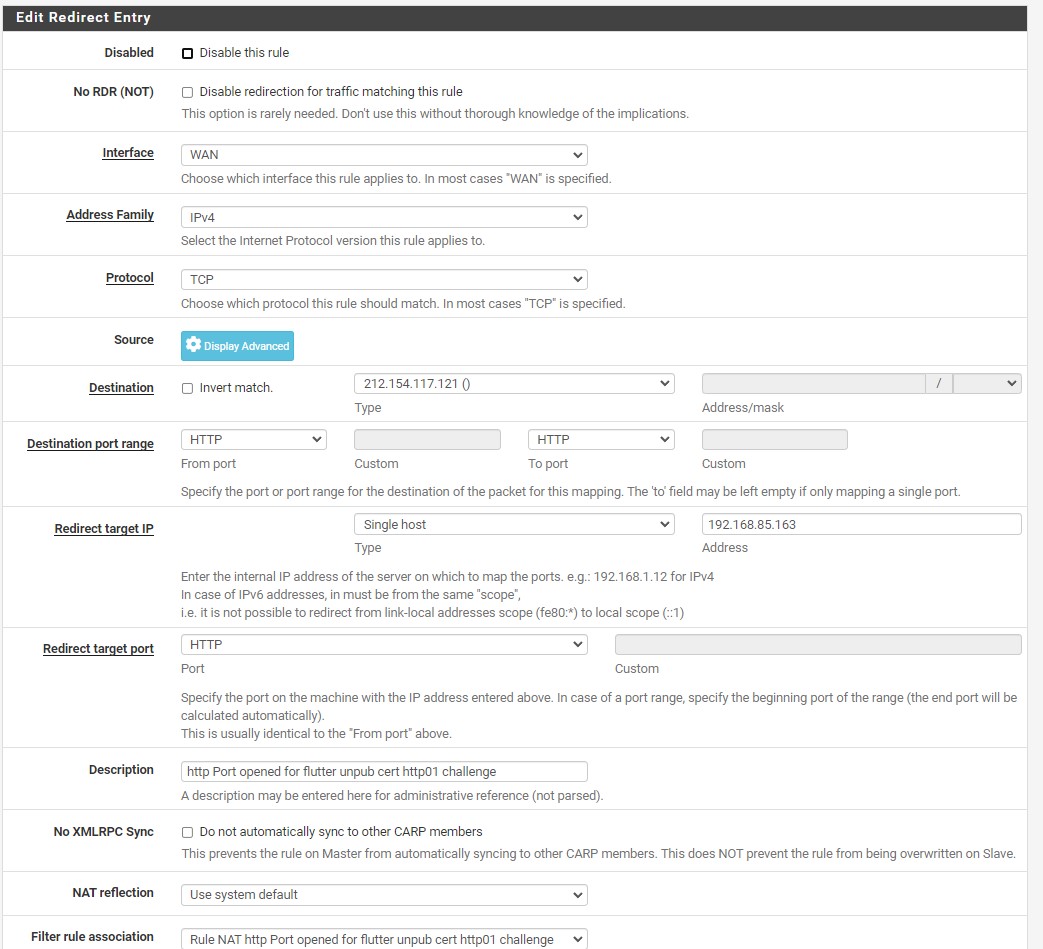 Edit Redirect Entry
Disabled
Disable this rule
No RDR (NOT)
Disable redirection for traffic matching this rule
This option is rarely needed. Don't use this without thorough knowledge of the implications.
Interface
WAN
Choose which interface this rule applies to. In most cases "WAN" is specified.
Address Family
IPv4
Select the Internet Protocol version this rule applies to.
Protocol
TCP
Choose which protocol this rule should match. In most cases "TCP" is specified.
Source
Display Advanced
Destination
Invert match.
212.154.117.121 ()
/
Type
Address/mask
Destination port range
HTTP
HTTP
From port
Custom
To port
Custom
Specify the port or port range for the destination of the packet for this mapping. The 'to' field may be left empty if only mapping a single port.
Redirect target IP
Single host
192.168.85.163
Type
Address
Enter the internal IP address of the server on which to map the ports. e.g.: 192.168.1.12 for IPv4
In case of IPv6 addresses, in must be from the same "scope",
i.e. it is not possible to redirect from link-local addresses scope (fe80:*) to local scope (::1)
Redirect target port
HTTP
Port
Custom
Specify the port on the machine with the IP address entered above. In case of a port range, specify the beginning port of the range (the end port will be
calculated automatically).
This is usually identical to the "From port" above.
Description
http Port opened for flutter unpub cert http01 challenge
A description may be entered here for administrative reference (not parsed).
No XMLRPC Sync
Do not automatically sync to other CARP members
This prevents the rule on Master from automatically syncing to other CARP members. This does NOT prevent the rule from being overwritten on Slave.
NAT reflection
Use system default
Filter rule association
Rule NAT http Port opened for flutter unpub cert http01 challenge